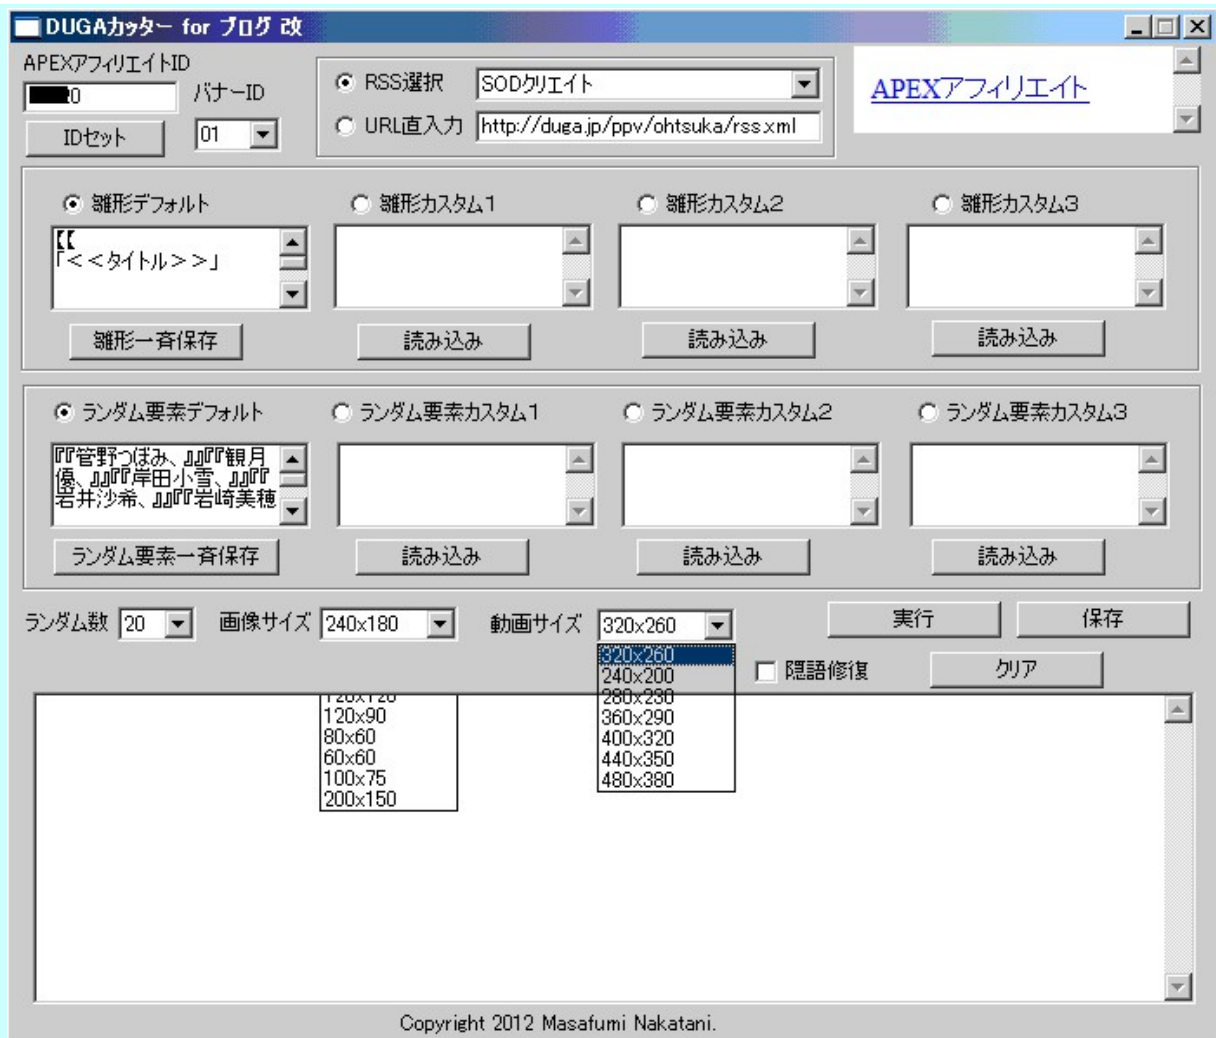 DUGAカッター for ブログ 改
APEXアフィリエイトID
0
バナーID
IDセット
01
RSS選択
SODクリエイト
URL直入力
http://duga.jp/ppv/ohtsuka/rss.xml
APEXアフィリエイト
雛形デフォルト
雛形カスタム1
雛形カスタム2
雛形カスタム3
【【
「<<タイトル>>」
雛形一斉保存
読み込み
読み込み
読み込み
ランダム要素デフォルト
ランダム要素カスタム1
ランダム要素カスタム2
ランダム要素カスタム3
『『菅野つぼみ、』』『『観月
優、』』『『岸田小雪、』』『『
岩井沙希、』』『『岩崎美穂
ランダム要素一斉保存
読み込み
読み込み
読み込み
ランダム数
20
画像サイズ
240x180
動画サイズ
320x260
実行
保存
320x260
240x200
280x230
360x290
400x320
440x350
480x380
隠語修復
クリア
120x120
120x90
80x60
60x60
100x75
200x150
Copyright 2012 Masafumi Nakatani.